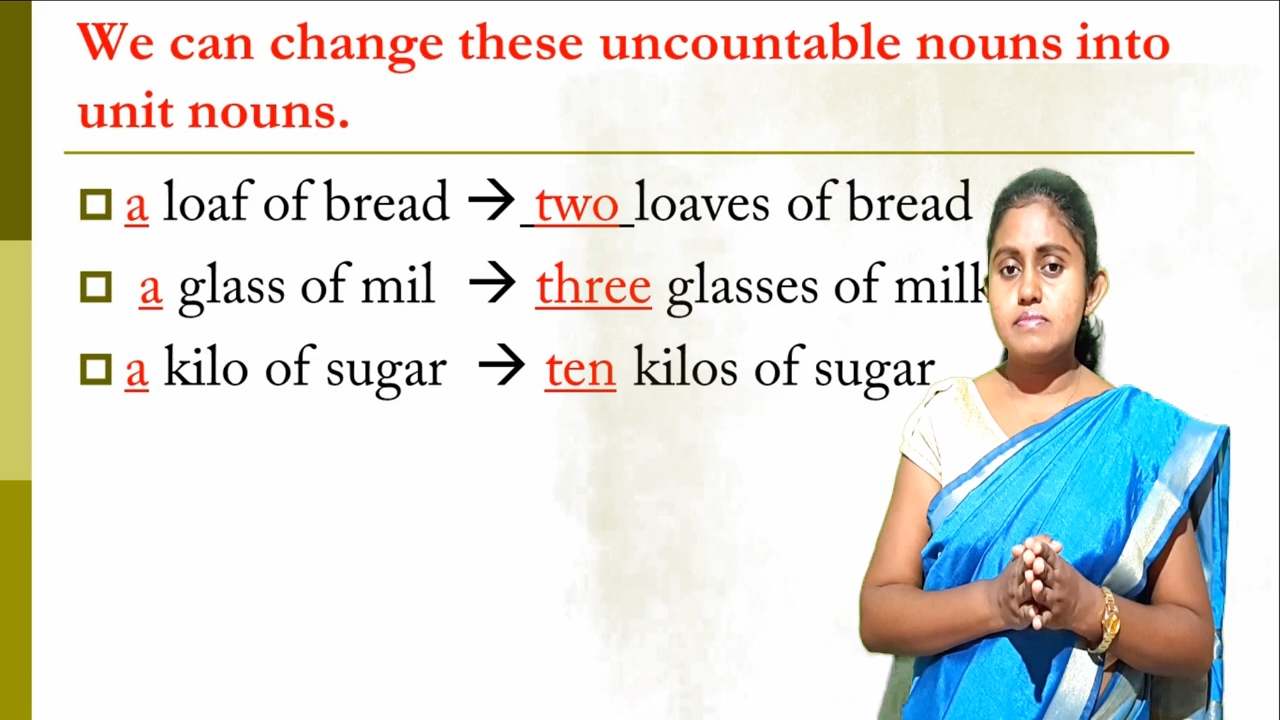 We can change these uncountable nouns into
unit nouns.
a loaf of bread → two loaves of bread
a glass of mil → three glasses of milk
a kilo of sugar → ten kilos of sugar